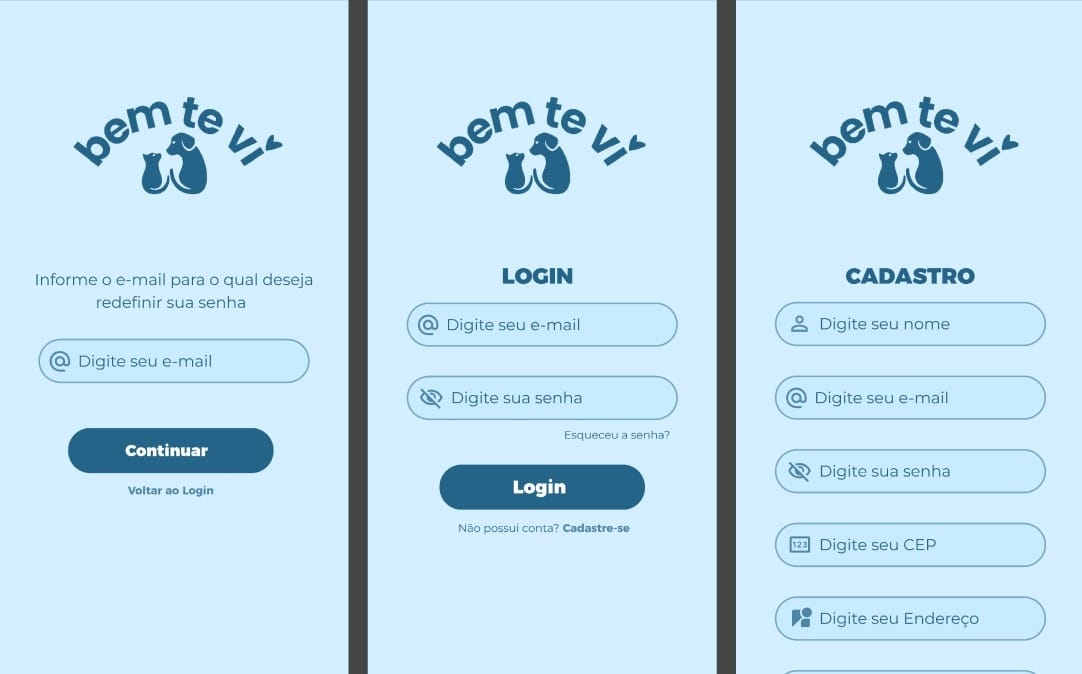 bem te vi
Informe o e-mail para o qual deseja
redefinir sua senha
@ Digite seu e-mail
Continuar
Voltar ao Login
bem te vi
LOGIN
@ Digite seu e-mail
Digite sua senha
Esqueceu a senha?
Login
Não possui conta? Cadastre-se
bem te vi
CADASTRO
Digite seu nome
@ Digite seu e-mail
Digite sua senha
123 Digite seu CEP
Digite seu Endereço